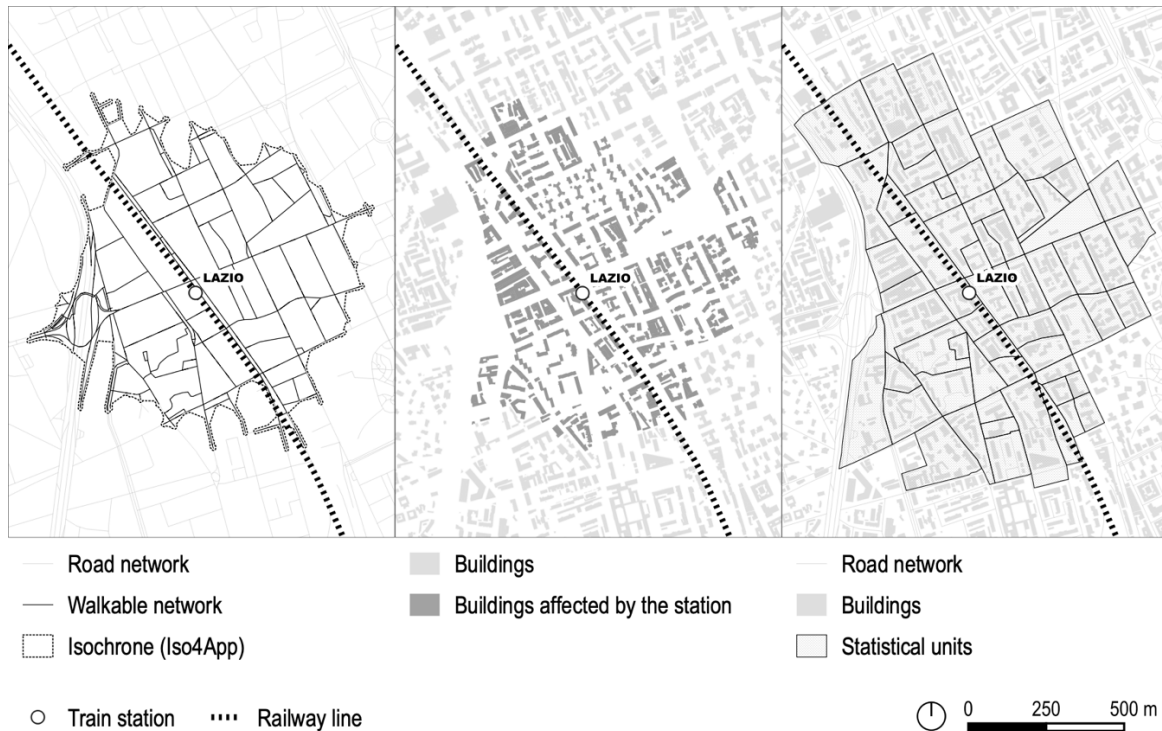 LAZIO
LAZIO
LAZIO
Road network
Walkable network
Isochrone (Iso4App)
Buildings
Buildings affected by the station
Road network
Buildings
Statistical units
Train station
Railway line
0 250 500 m